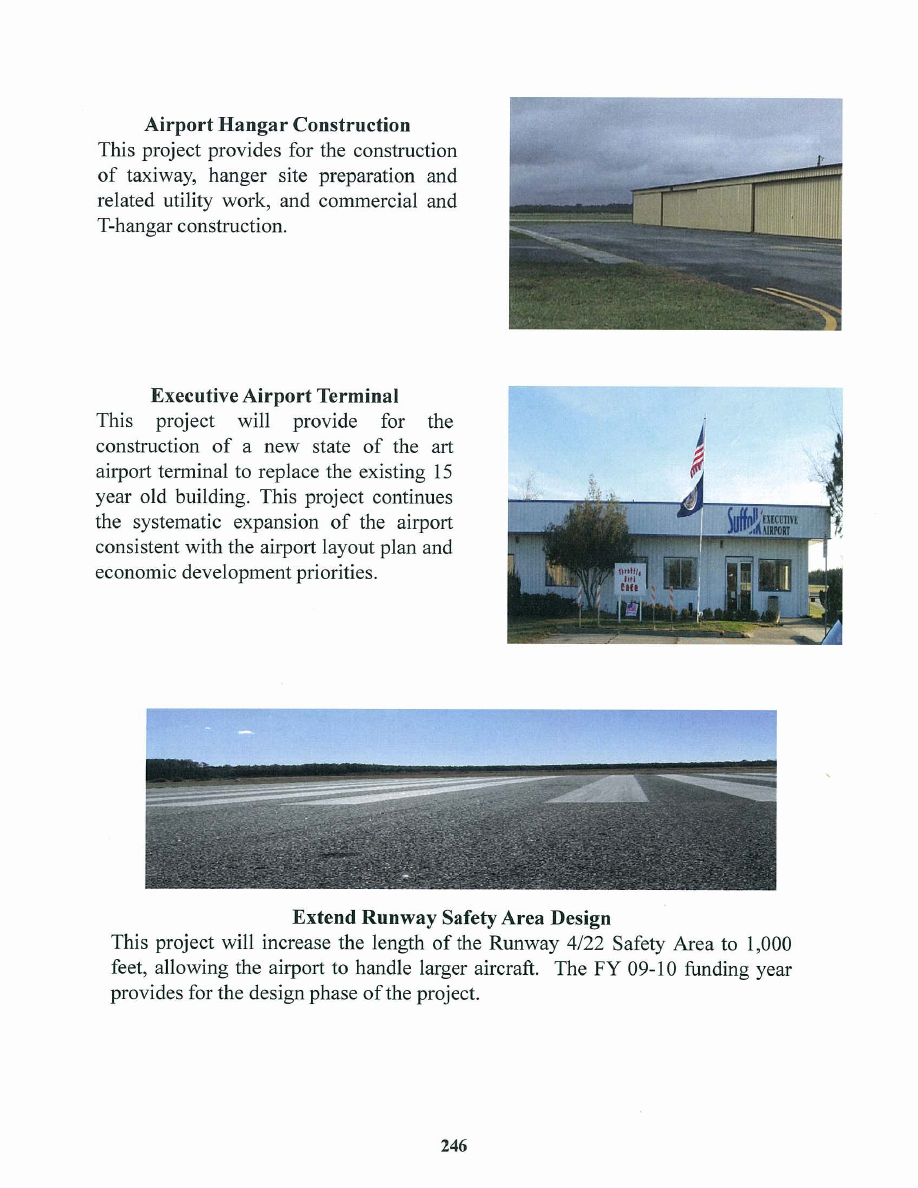 Airport Hangar Construction
This project provides for the construction
of taxiway, hanger site preparation and
related utility work, and commercial and
T-hangar construction.
Executive Airport Terminal
This project will provide for the
construction of a new state of the art
airport terminal to replace the existing 15
year old building. This project continues
the systematic expansion of the airport
consistent with the airport layout plan and
economic development priorities.
Suffolk EXECUTIVE
AIRPORT
Throttle
Cafe
Extend Runway Safety Area Design
This project will increase the length of the Runway 4/22 Safety Area to 1,000
feet, allowing the airport to handle larger aircraft. The FY 09-10 funding year
provides for the design phase of the project.
246